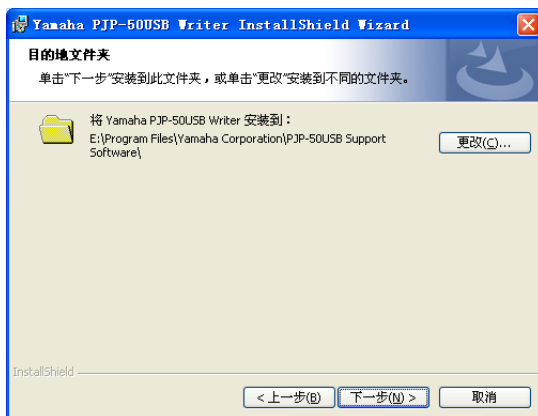 Yamaha PJP-50USB Writer InstallShield Wizard
目的地文件夹
单击“下一步”安装到此文件夹，或单击“更改”安装到不同的文件夹。
将 Yamaha PJP-50USB Writer 安装到：
E:\Program Files\Yamaha Corporation\PJP-50USB Support
Software\
更改(C)...
InstallShield
< 上一步(B)
下一步(N) >
取消